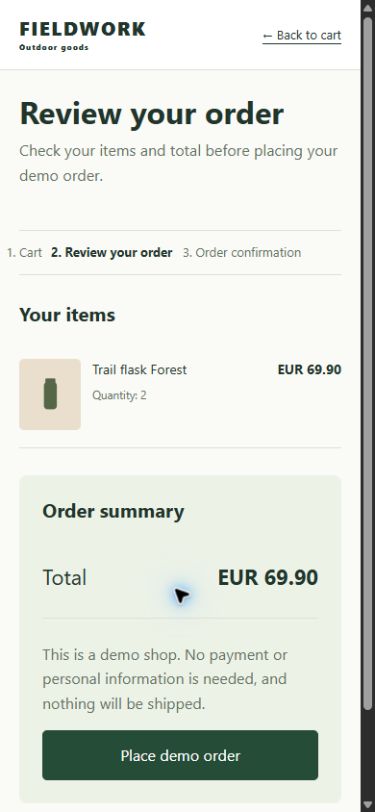 FIELDWORK
Outdoor goods
← Back to cart
Review your order
Check your items and total before placing your
demo order.
1. Cart 2. Review your order 3. Order confirmation
Your items
Trail flask Forest EUR 69.90
Quantity: 2
Order summary
Total EUR 69.90
This is a demo shop. No payment or
personal information is needed, and
nothing will be shipped.
Place demo order